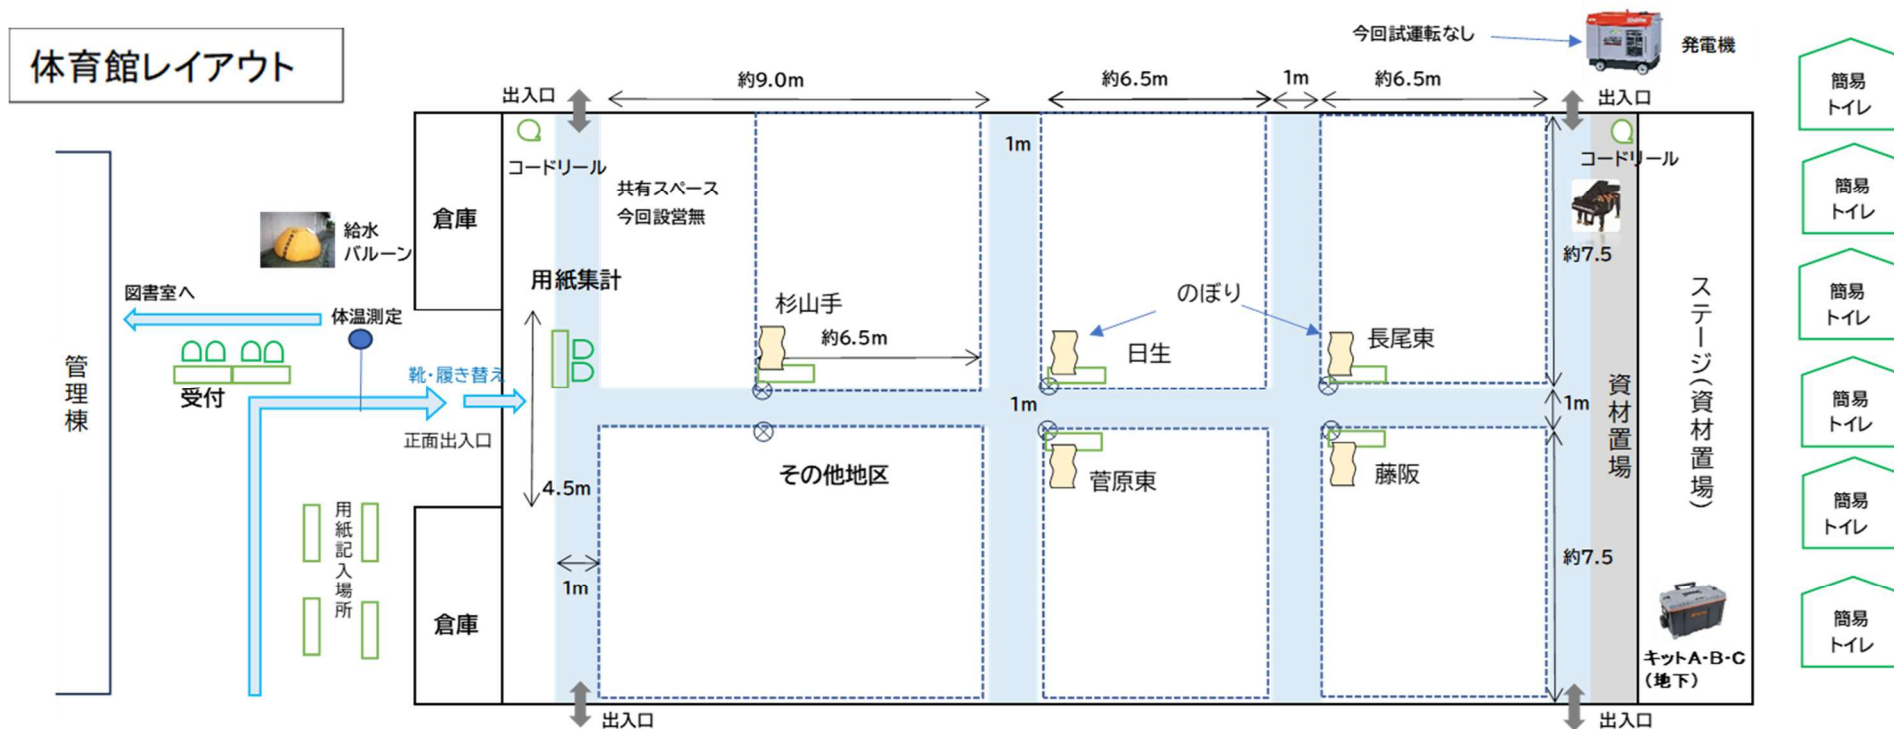 体育館レイアウト
今回試運転なし
発電機
約9.0m
約6.5m
1m
約6.5m
出入口
出入口
コードリール
1m
コードリール
共有スペース
今回設営無
倉庫
給水
バルーン
用紙集計
図書室へ
体温測定
杉山手
約6.5m
のぼり
日生
長尾東
約7.5
ステージ(資材置場)
管理棟
受付
靴・履き替え
正面出入口
1m
1m
資材置場
4.5m
その他地区
菅原東
藤阪
用紙記入場所
1m
約7.5
倉庫
キットA・B・C
(地下)
出入口
出入口
簡易
トイレ
簡易
トイレ
簡易
トイレ
簡易
トイレ
簡易
トイレ
簡易
トイレ